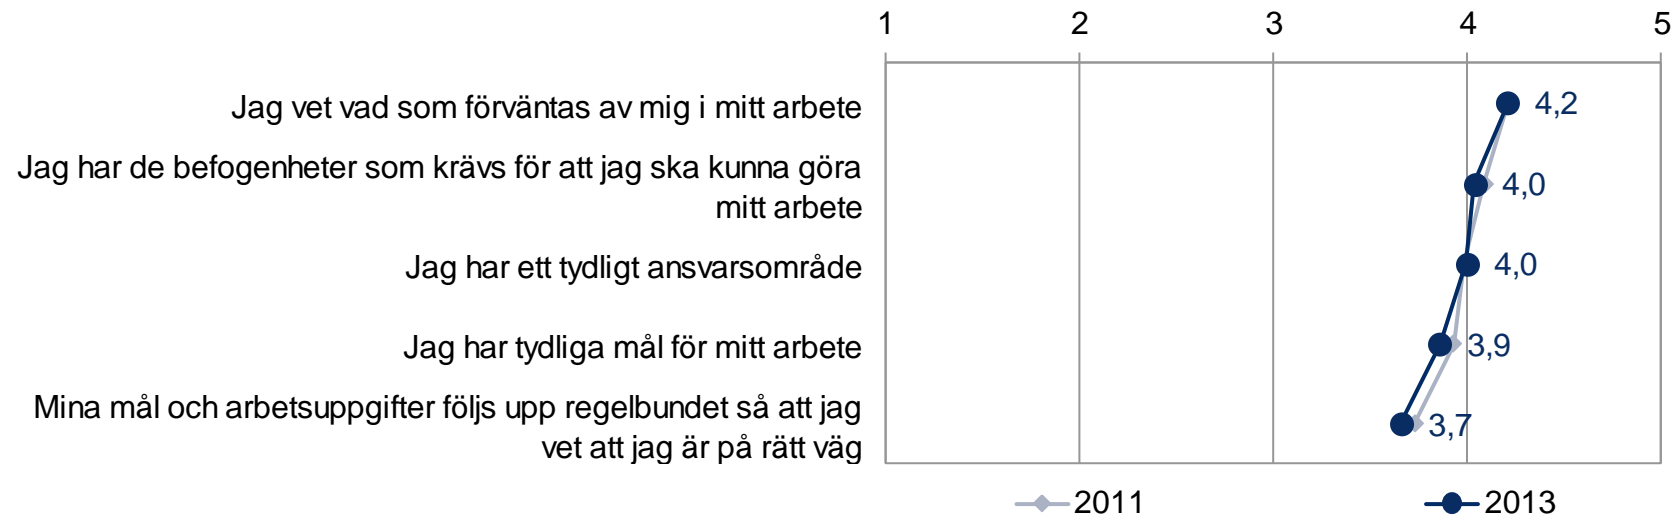 1 2 3 4 5
Jag vet vad som förväntas av mig i mitt arbete 4,2
Jag har de befogenheter som krävs för att jag ska kunna göra
mitt arbete 4,0
Jag har ett tydligt ansvarsområde 4,0
Jag har tydliga mål för mitt arbete 3,9
Mina mål och arbetsuppgifter följs upp regelbundet så att jag
vet att jag är på rätt väg 3,7
2011 2013